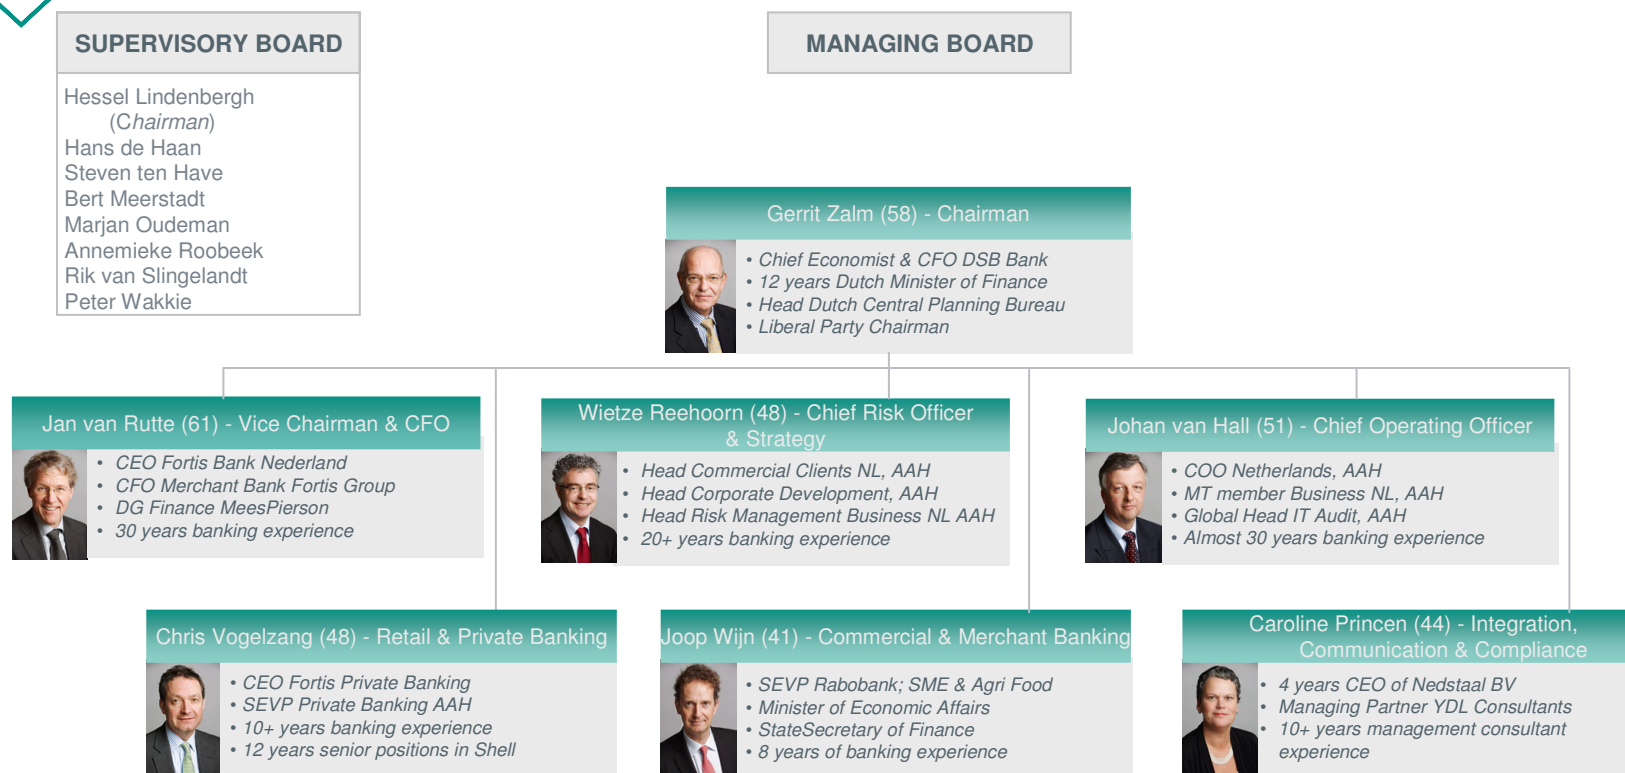 SUPERVISORY BOARD
Hessel Lindenbergh
(Chairman)
Hans de Haan
Steven ten Have
Bert Meerstadt
Marjan Oudeman
Annemieke Roobeek
Rik van Slingelandt
Peter Wakkie
MANAGING BOARD
Gerrit Zalm (58) - Chairman
• Chief Economist & CFO DSB Bank
• 12 years Dutch Minister of Finance
• Head Dutch Central Planning Bureau
• Liberal Party Chairman
Jan van Rutte (61) - Vice Chairman & CFO
• CEO Fortis Bank Nederland
• CFO Merchant Bank Fortis Group
• DG Finance MeesPierson
• 30 years banking experience
Wietze Reehoorn (48) - Chief Risk Officer
& Strategy
• Head Commercial Clients NL, AAH
• Head Corporate Development, AAH
• Head Risk Management Business NL AAH
• 20+ years banking experience
Johan van Hall (51) - Chief Operating Officer
• COO Netherlands, AAH
• MT member Business NL, AAH
• Global Head IT Audit, AAH
• Almost 30 years banking experience
Chris Vogelzang (48) - Retail & Private Banking
• CEO Fortis Private Banking
• SEVP Private Banking AAH
• 10+ years banking experience
• 12 years senior positions in Shell
Joop Wijn (41) - Commercial & Merchant Banking
• SEVP Rabobank; SME & Agri Food
• Minister of Economic Affairs
• StateSecretary of Finance
• 8 years of banking experience
Caroline Princen (44) - Integration,
Communication & Compliance
• 4 years CEO of Nedstaal BV
• Managing Partner YDL Consultants
• 10+ years management consultant
experience